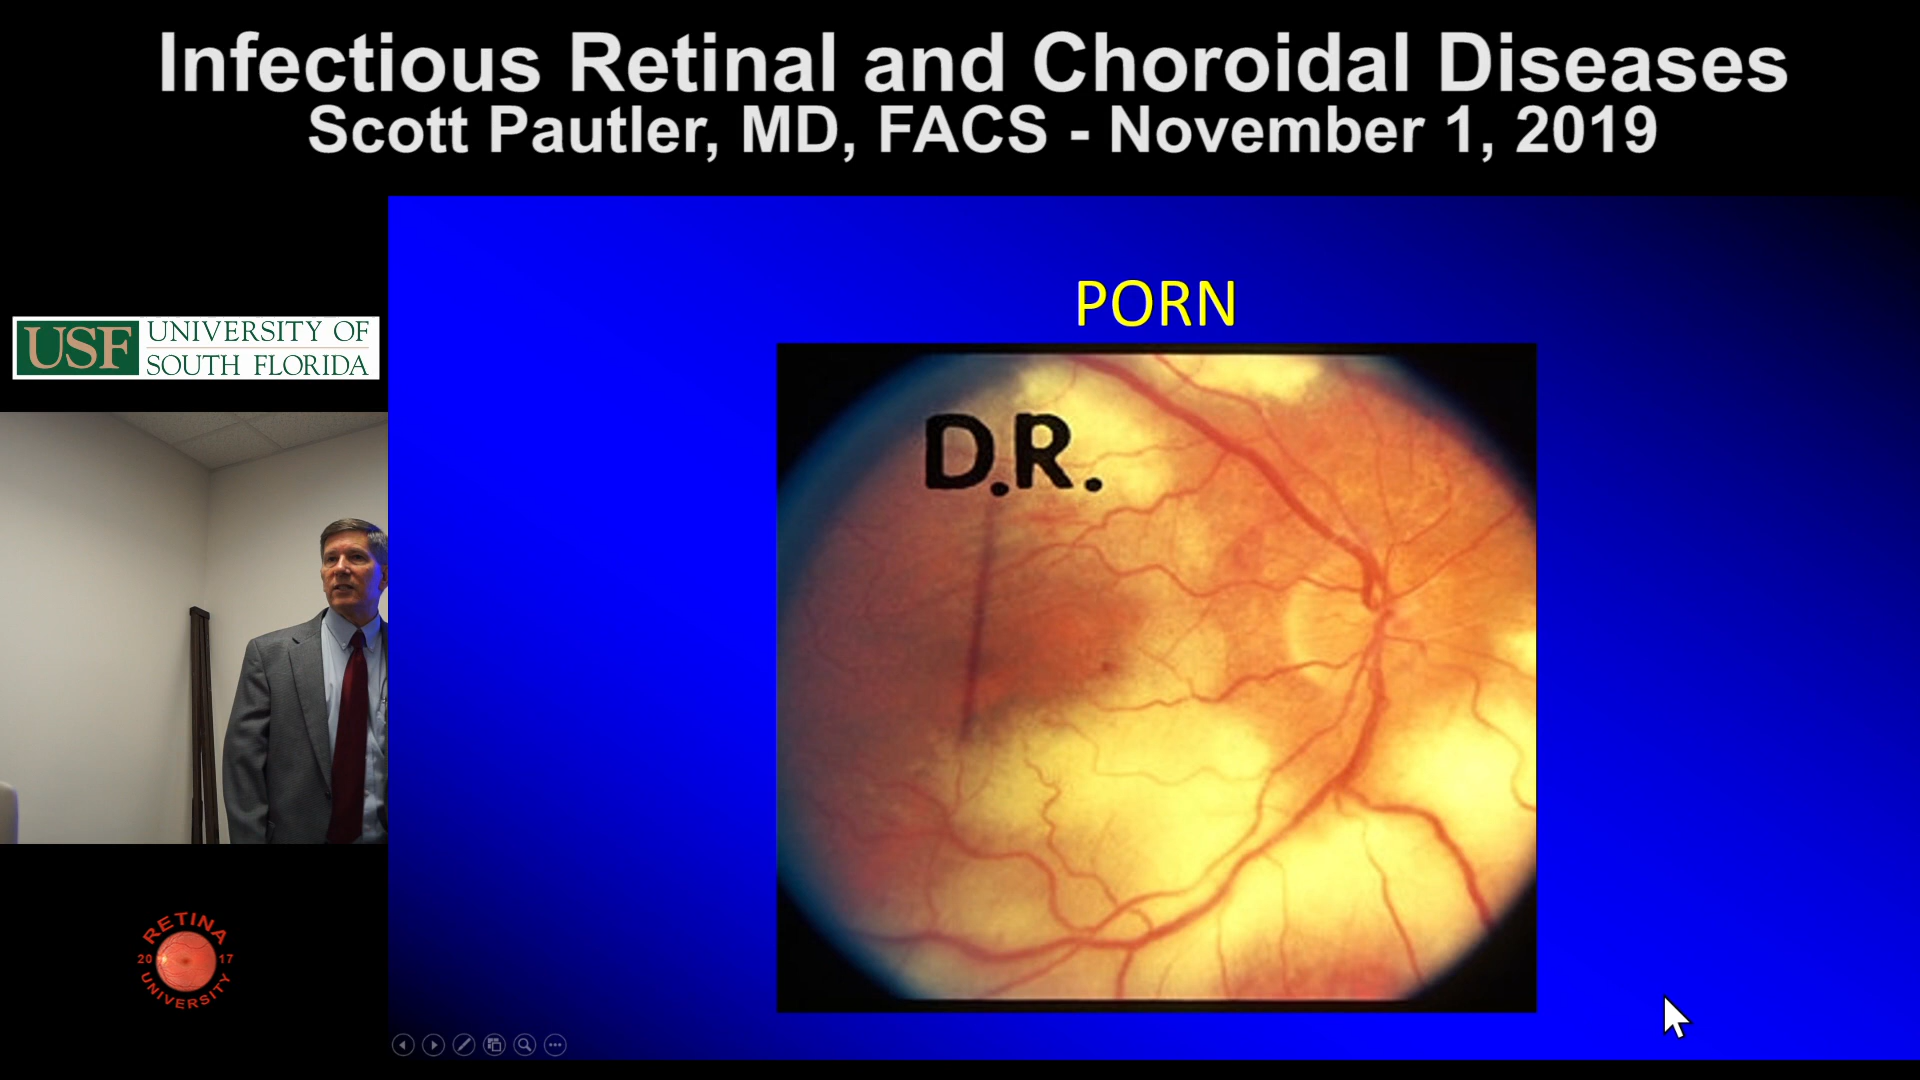 Infectious Retinal and Choroidal Diseases
Scott Pautler, MD, FACS - November 1, 2019
USF UNIVERSITY OF
SOUTH FLORIDA
PORN
D.R.
RETINA
20 17
UNIVERSITY